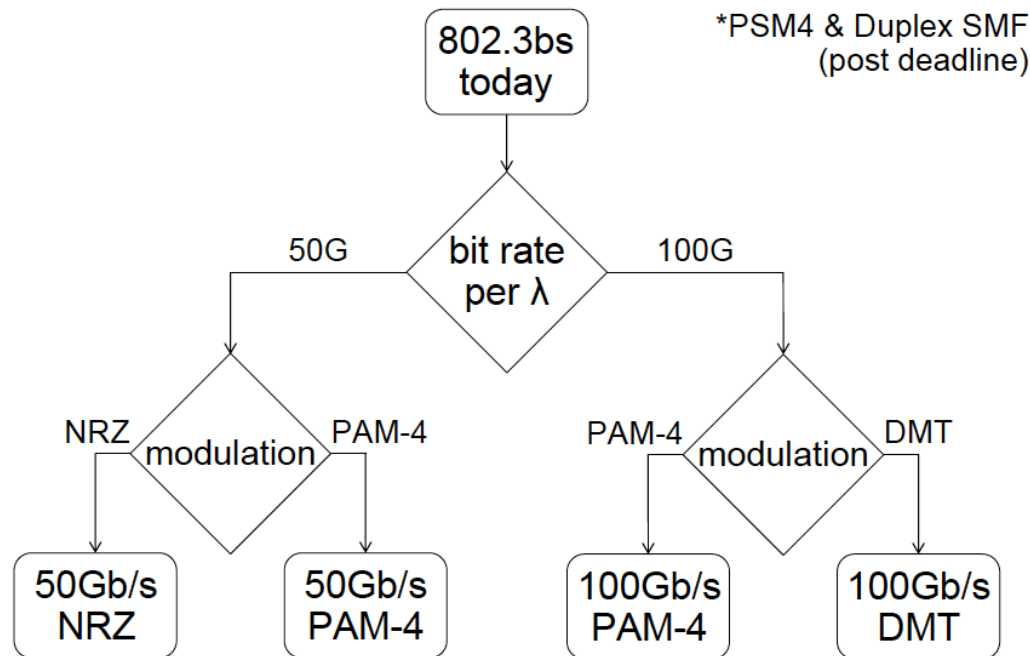 802.3bs
today
*PSM4 & Duplex SMF
(post deadline)
50G
bit rate
per λ
100G
NRZ
modulation
PAM-4
PAM-4
modulation
DMT
50Gb/s
NRZ
50Gb/s
PAM-4
100Gb/s
PAM-4
100Gb/s
DMT